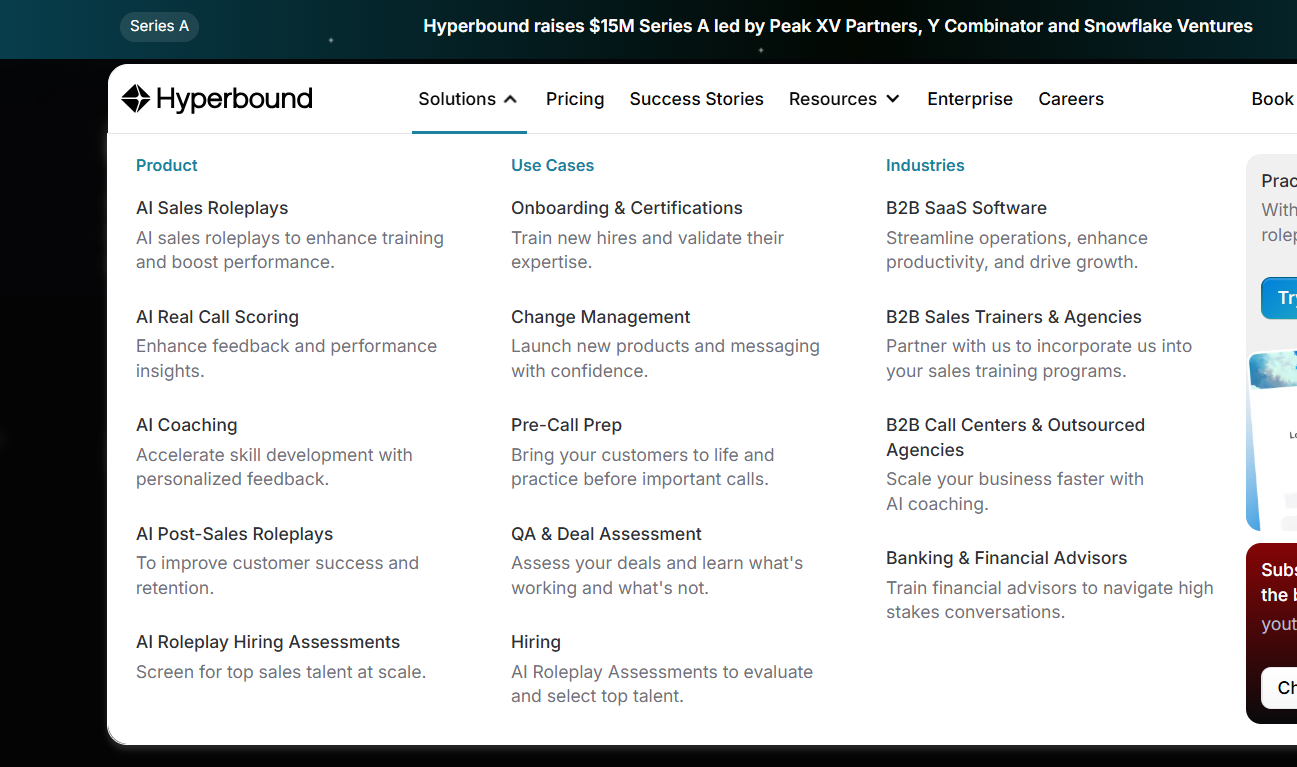 Series A
Hyperbound raises $15M Series A led by Peak XV Partners, Y Combinator and Snowflake Ventures
Hyperbound
Solutions
Pricing
Success Stories
Resources
Enterprise
Careers
Book
Product
AI Sales Roleplays
AI sales roleplays to enhance training
and boost performance.
AI Real Call Scoring
Enhance feedback and performance
insights.
AI Coaching
Accelerate skill development with
personalized feedback.
AI Post-Sales Roleplays
To improve customer success and
retention.
AI Roleplay Hiring Assessments
Screen for top sales talent at scale.
Use Cases
Onboarding & Certifications
Train new hires and validate their
expertise.
Change Management
Launch new products and messaging
with confidence.
Pre-Call Prep
Bring your customers to life and
practice before important calls.
QA & Deal Assessment
Assess your deals and learn what's
working and what's not.
Hiring
AI Roleplay Assessments to evaluate
and select top talent.
Industries
B2B SaaS Software
Streamline operations, enhance
productivity, and drive growth.
B2B Sales Trainers & Agencies
Partner with us to incorporate us into
your sales training programs.
B2B Call Centers & Outsourced
Agencies
Scale your business faster with
AI coaching.
Banking & Financial Advisors
Train financial advisors to navigate high
stakes conversations.
With
the